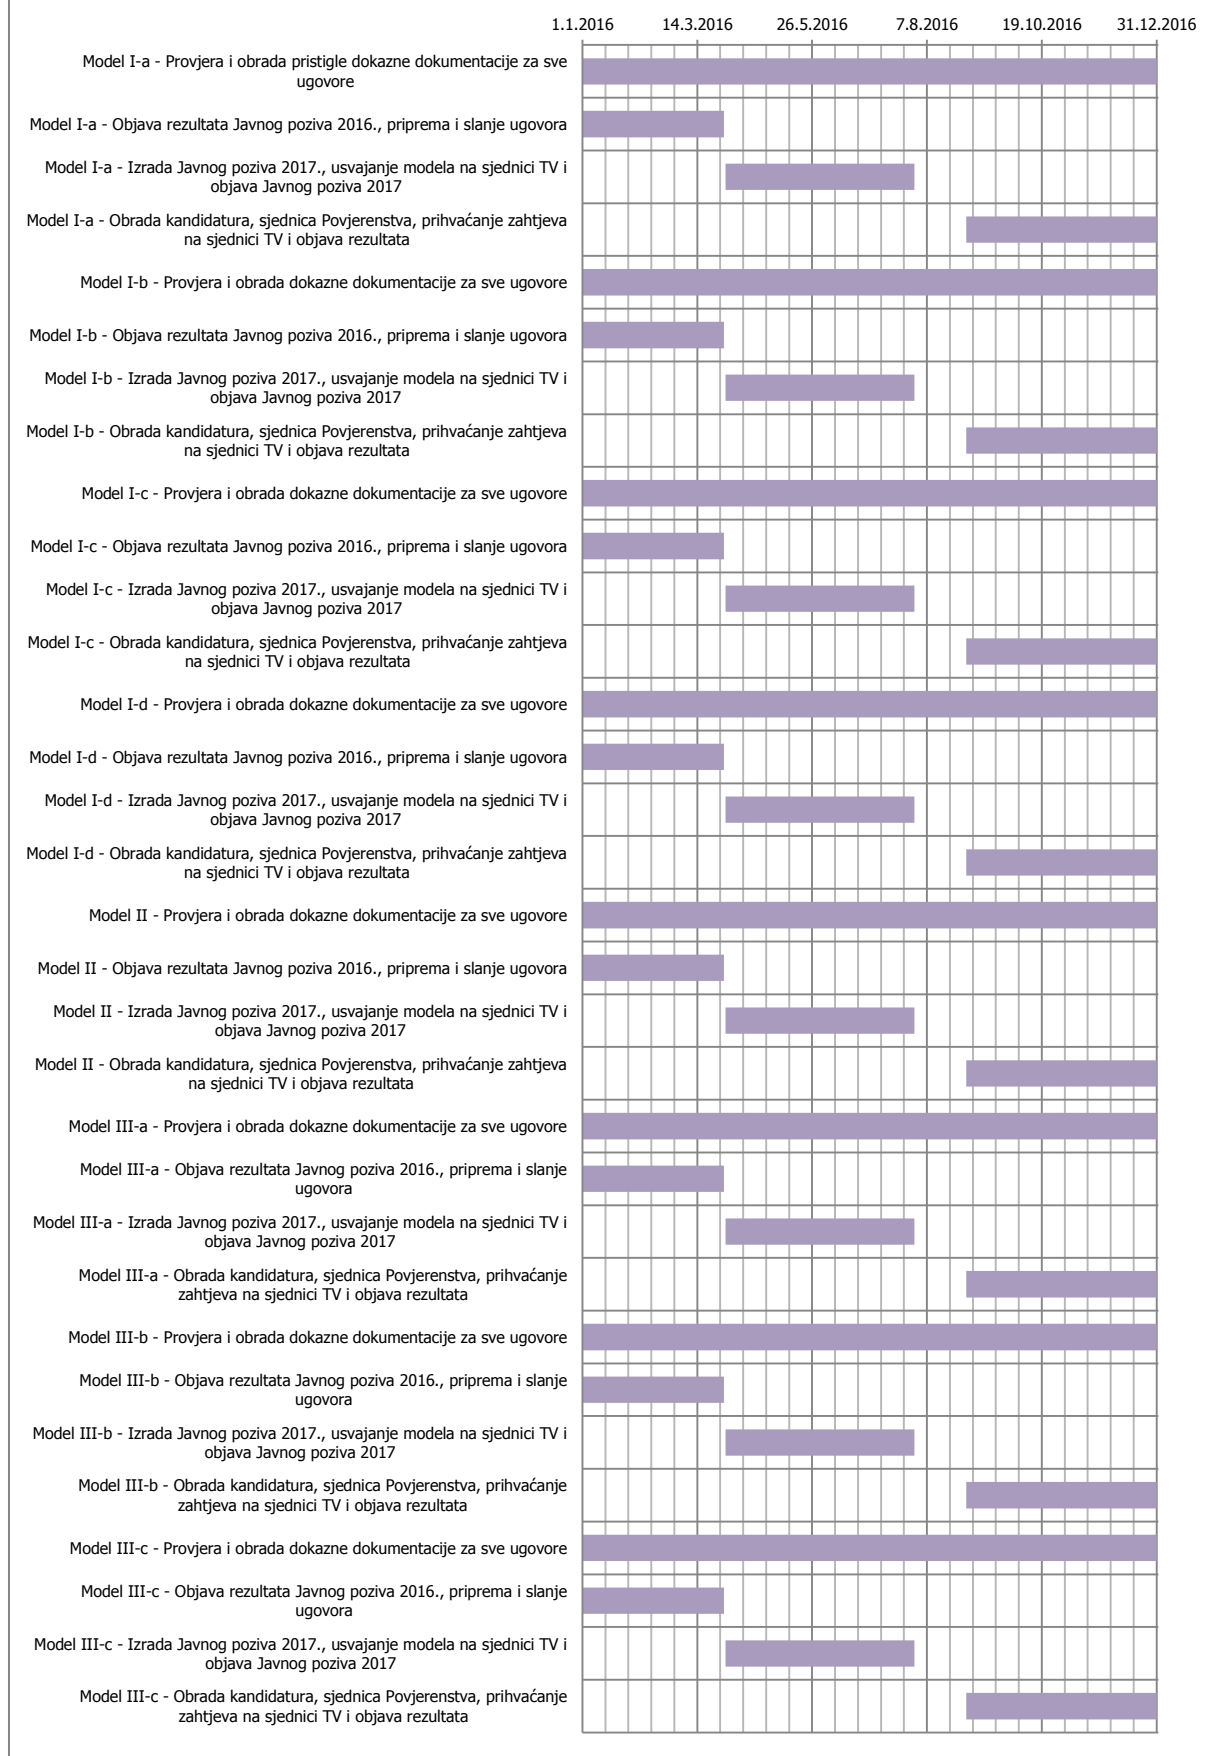 1.1.2016 14.3.2016 26.5.2016 7.8.2016 19.10.2016 31.12.2016
Model I-a - Provjera i obrada pristigle dokazne dokumentacije za sve
ugovore
Model I-a - Objava rezultata Javnog poziva 2016., priprema i slanje ugovora
Model I-a - Izrada Javnog poziva 2017., usvajanje modela na sjednici TV i
objava Javnog poziva 2017
Model I-a - Obrada kandidatura, sjednica Povjerenstva, prihvaćanje zahtjeva
na sjednici TV i objava rezultata
Model I-b - Provjera i obrada dokazne dokumentacije za sve ugovore
Model I-b - Objava rezultata Javnog poziva 2016., priprema i slanje ugovora
Model I-b - Izrada Javnog poziva 2017., usvajanje modela na sjednici TV i
objava Javnog poziva 2017
Model I-b - Obrada kandidatura, sjednica Povjerenstva, prihvaćanje zahtjeva
na sjednici TV i objava rezultata
Model I-c - Provjera i obrada dokazne dokumentacije za sve ugovore
Model I-c - Objava rezultata Javnog poziva 2016., priprema i slanje ugovora
Model I-c - Izrada Javnog poziva 2017., usvajanje modela na sjednici TV i
objava Javnog poziva 2017
Model I-c - Obrada kandidatura, sjednica Povjerenstva, prihvaćanje zahtjeva
na sjednici TV i objava rezultata
Model I-d - Provjera i obrada dokazne dokumentacije za sve ugovore
Model I-d - Objava rezultata Javnog poziva 2016., priprema i slanje ugovora
Model I-d - Izrada Javnog poziva 2017., usvajanje modela na sjednici TV i
objava Javnog poziva 2017
Model I-d - Obrada kandidatura, sjednica Povjerenstva, prihvaćanje zahtjeva
na sjednici TV i objava rezultata
Model II - Provjera i obrada dokazne dokumentacije za sve ugovore
Model II - Objava rezultata Javnog poziva 2016., priprema i slanje ugovora
Model II - Izrada Javnog poziva 2017., usvajanje modela na sjednici TV i
objava Javnog poziva 2017
Model II - Obrada kandidatura, sjednica Povjerenstva, prihvaćanje zahtjeva
na sjednici TV i objava rezultata
Model III-a - Provjera i obrada dokazne dokumentacije za sve ugovore
Model III-a - Objava rezultata Javnog poziva 2016., priprema i slanje
ugovora
Model III-a - Izrada Javnog poziva 2017., usvajanje modela na sjednici TV i
objava Javnog poziva 2017
Model III-a - Obrada kandidatura, sjednica Povjerenstva, prihvaćanje
zahtjeva na sjednici TV i objava rezultata
Model III-b - Provjera i obrada dokazne dokumentacije za sve ugovore
Model III-b - Objava rezultata Javnog poziva 2016., priprema i slanje
ugovora
Model III-b - Izrada Javnog poziva 2017., usvajanje modela na sjednici TV i
objava Javnog poziva 2017
Model III-b - Obrada kandidatura, sjednica Povjerenstva, prihvaćanje
zahtjeva na sjednici TV i objava rezultata
Model III-c - Provjera i obrada dokazne dokumentacije za sve ugovore
Model III-c - Objava rezultata Javnog poziva 2016., priprema i slanje
ugovora
Model III-c - Izrada Javnog poziva 2017., usvajanje modela na sjednici TV i
objava Javnog poziva 2017
Model III-c - Obrada kandidatura, sjednica Povjerenstva, prihvaćanje
zahtjeva na sjednici TV i objava rezultata